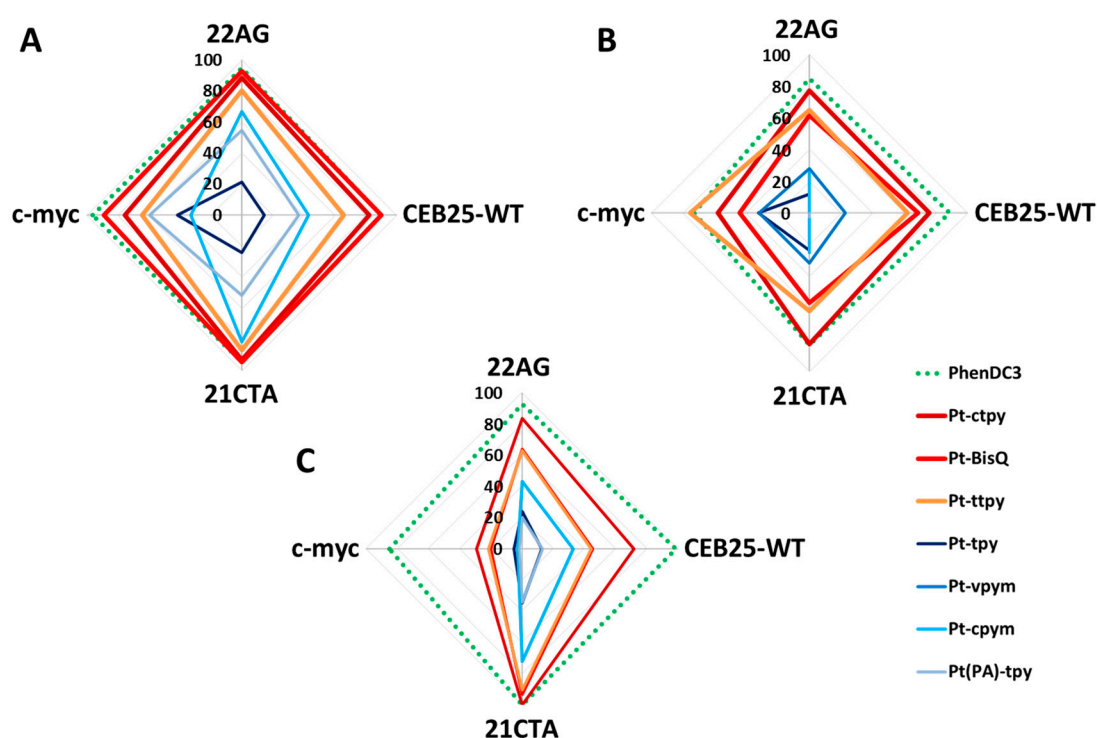 A
22AG
100
80
60
40
20
0
c-myc
CEB25-WT
21CTA
B
22AG
100
80
60
40
20
0
c-myc
CEB25-WT
21CTA
C
22AG
100
80
60
40
20
0
c-myc
CEB25-WT
21CTA
PhenDC3
Pt-ctpy
Pt-BisQ
Pt-ttpy
Pt-tpy
Pt-vpym
Pt-cpym
Pt(PA)-tpy